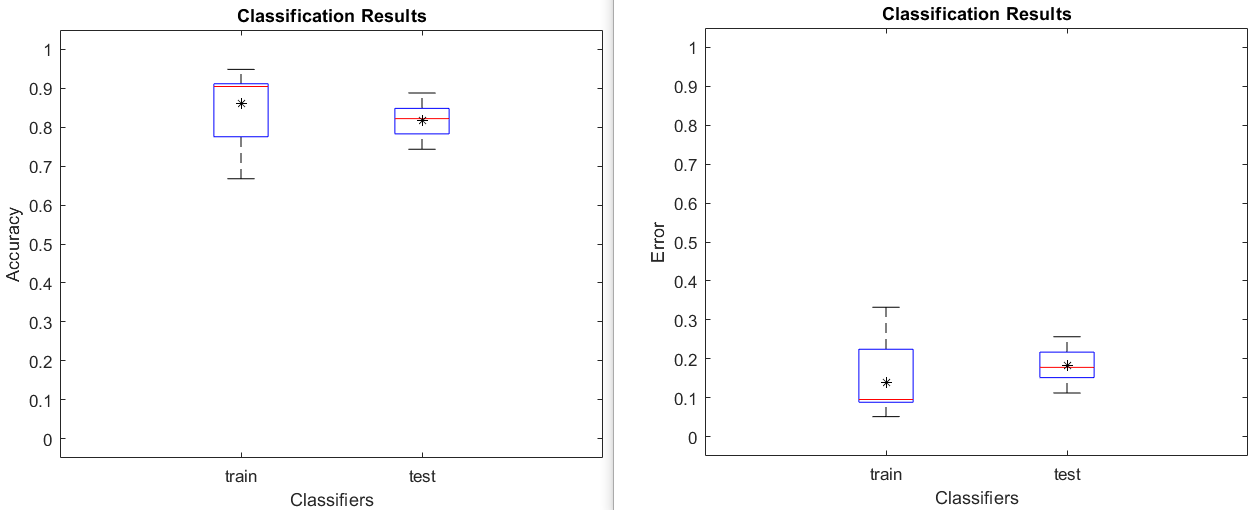 Classification Results
1
0.9
0.8
0.7
0.6
0.5
0.4
0.3
0.2
0.1
0
Accuracy
train test
Classifiers
Classification Results
1
0.9
0.8
0.7
0.6
0.5
0.4
0.3
0.2
0.1
0
Error
train test
Classifiers